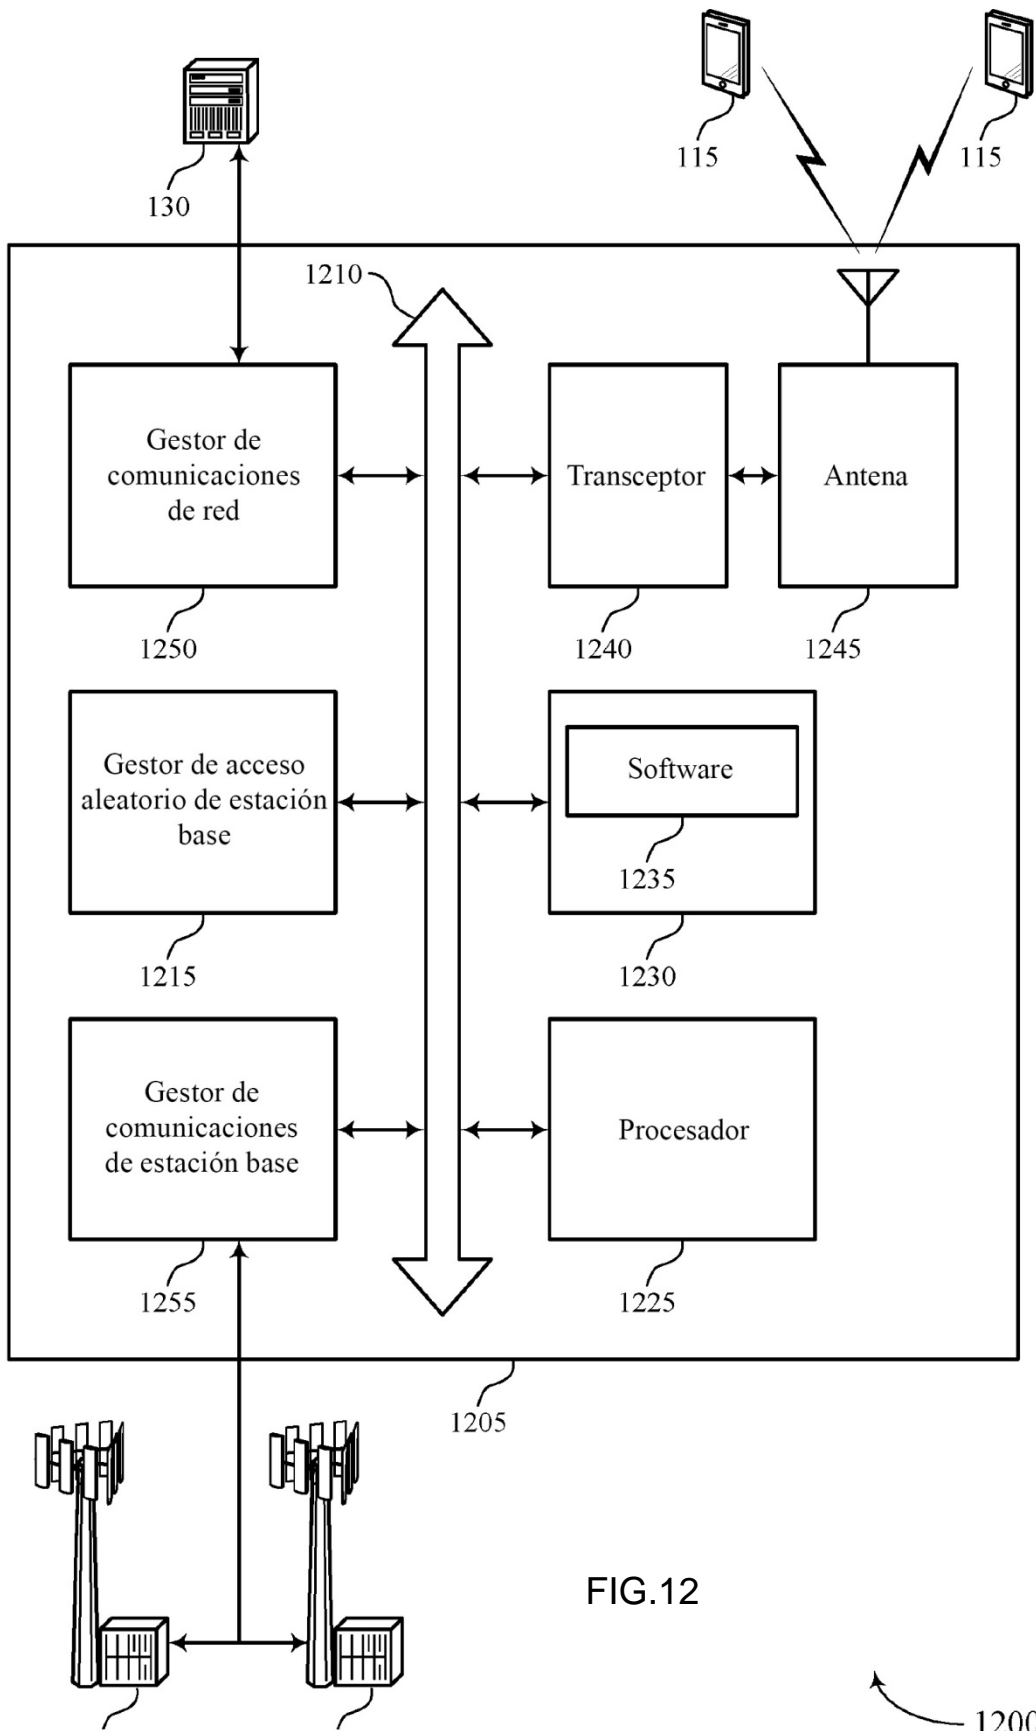 115
115
130
1210
Gestor de
comunicaciones
de red
Transceptor
Antena
1250
1240
1245
Gestor de acceso
aleatorio de estación
base
Software
1235
1215
1230
Gestor de
comunicaciones
de estación base
Procesador
1255
1225
1205
FIG.12
1200